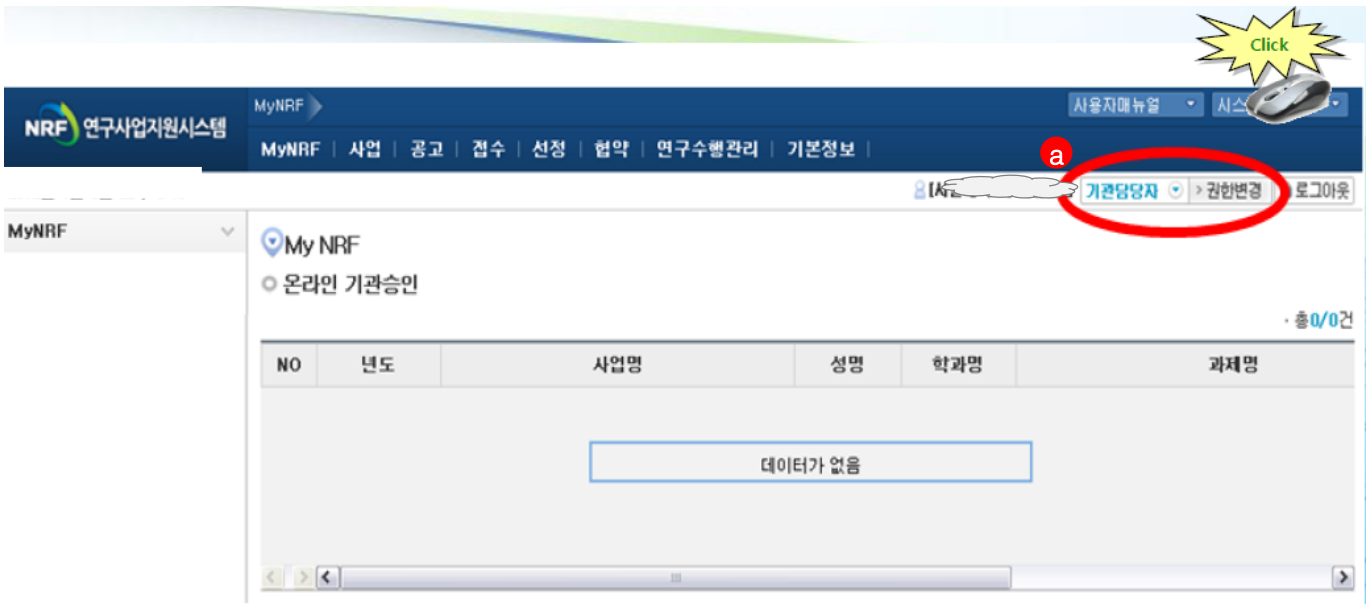 Click
NRF 연구사업지원시스템
MyNRF
사용자매뉴얼
MyNRF 사업 공고 접수 선정 협약 연구수행관리 기본정보
a
기관담당자 > 권한변경 로그아웃
MyNRF
My NRF
온라인 기관승인
· 총0/0건
NO 년도 사업명 성명 학과명 과제명
데이터가 없음